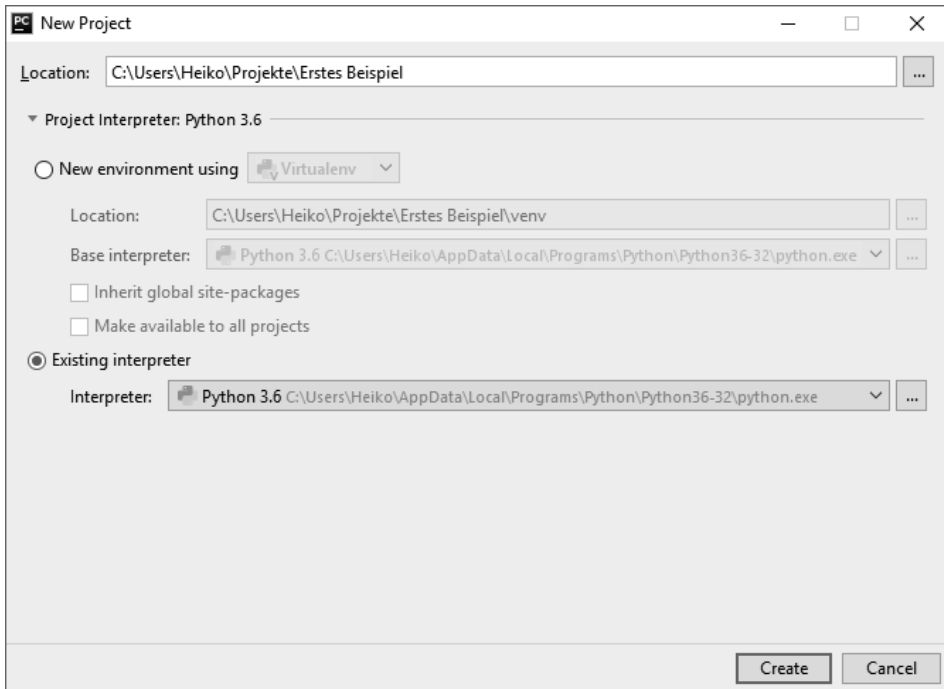 PC New Project
Location: C:\Users\Heiko\Projekte\Erstes Beispiel ...
Project Interpreter: Python 3.6
New environment using Virtualenv
Location: C:\Users\Heiko\Projekte\Erstes Beispiel\venv ...
Base interpreter: Python 3.6 C:\Users\Heiko\AppData\Local\Programs\Python\Python36-32\python.exe ...
Inherit global site-packages
Make available to all projects
Existing interpreter
Interpreter: Python 3.6 C:\Users\Heiko\AppData\Local\Programs\Python\Python36-32\python.exe ...
Create Cancel